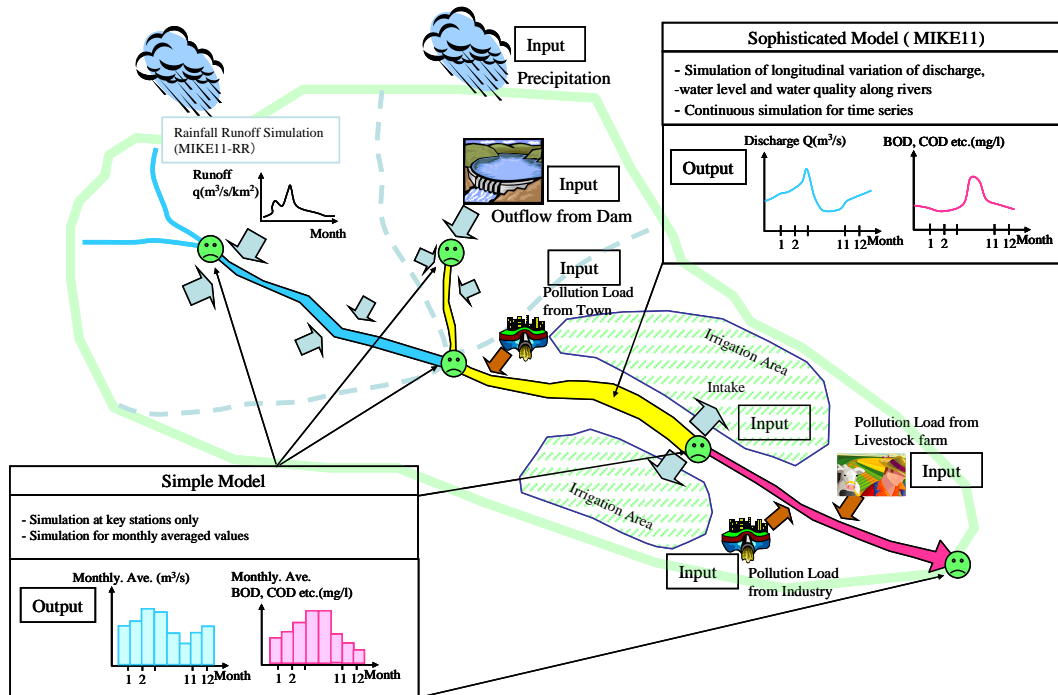 Input
Precipitation
Rainfall Runoff Simulation
(MIKE11-RR)
Runoff
q(m³/s/km²)
Month
Input
Outflow from Dam
Input
Pollution Load
from Town
Irrigation Area
Intake
Input
Irrigation Area
Pollution Load from
Livestock farm
Input
Input
Pollution Load
from Industry
Sophisticated Model ( MIKE11)
- Simulation of longitudinal variation of discharge,
-water level and water quality along rivers
- Continuous simulation for time series
Output
Discharge Q(m³/s)
1 2 11 12 Month
BOD, COD etc.(mg/l)
1 2 11 12 Month
Simple Model
- Simulation at key stations only
- Simulation for monthly averaged values
Output
Monthly. Ave. (m³/s)
1 2 11 12 Month
Monthly. Ave.
BOD, COD etc.(mg/l)
1 2 11 12 Month